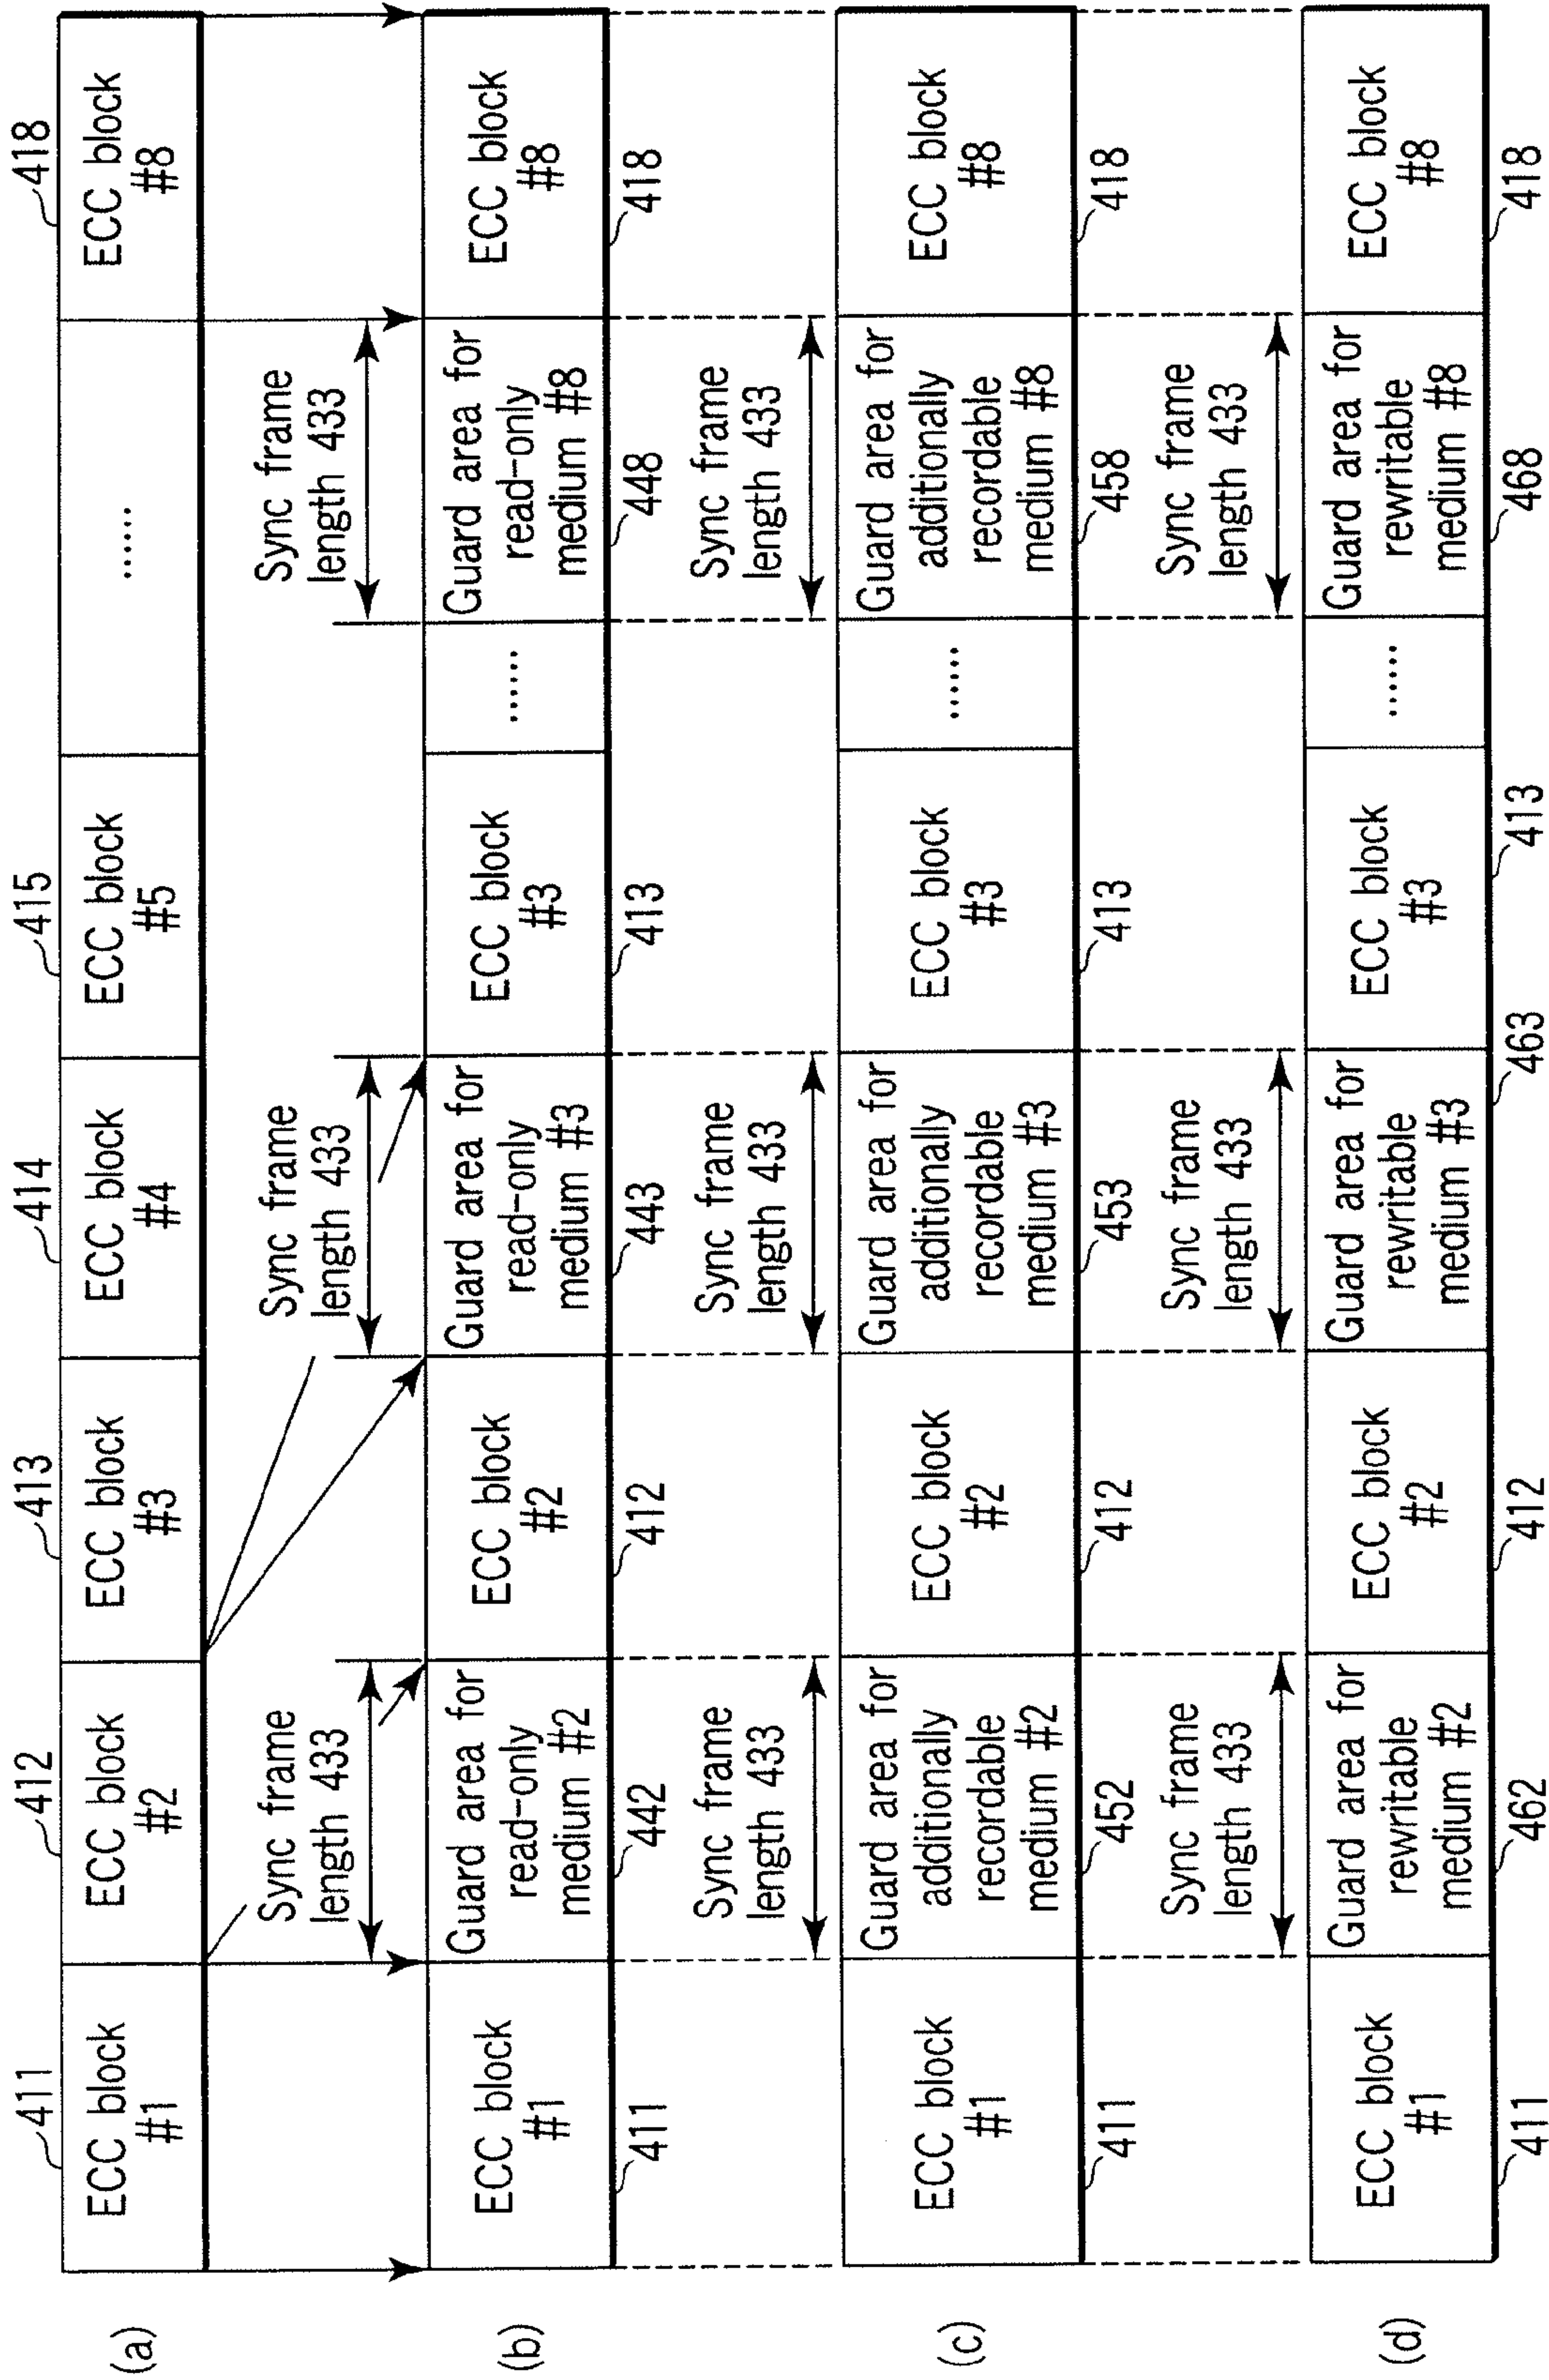 (a)
411
412
413
414
415
418
ECC block
#1
ECC block
#2
ECC block
#3
ECC block
#4
ECC block
#5
......
ECC block
#8
Sync frame
length 433
Sync frame
length 433
Sync frame
length 433
(b)
ECC block
#1
Guard area for
read-only
medium #2
ECC block
#2
Guard area for
read-only
medium #3
ECC block
#3
......
Guard area for
read-only
medium #8
ECC block
#8
411
442
412
443
413
448
418
Sync frame
length 433
Sync frame
length 433
Sync frame
length 433
(c)
ECC block
#1
Guard area for
additionally
recordable
medium #2
ECC block
#2
Guard area for
additionally
recordable
medium #3
ECC block
#3
.......
Guard area for
additionally
recordable
medium #8
ECC block
#8
411
452
412
453
413
458
418
Sync frame
length 433
Sync frame
length 433
Sync frame
length 433
(d)
ECC block
#1
Guard area for
rewritable
medium #2
ECC block
#2
Guard area for
rewritable
medium #3
ECC block
#3
......
Guard area for
rewritable
medium #8
ECC block
#8
411
462
412
463
413
468
418